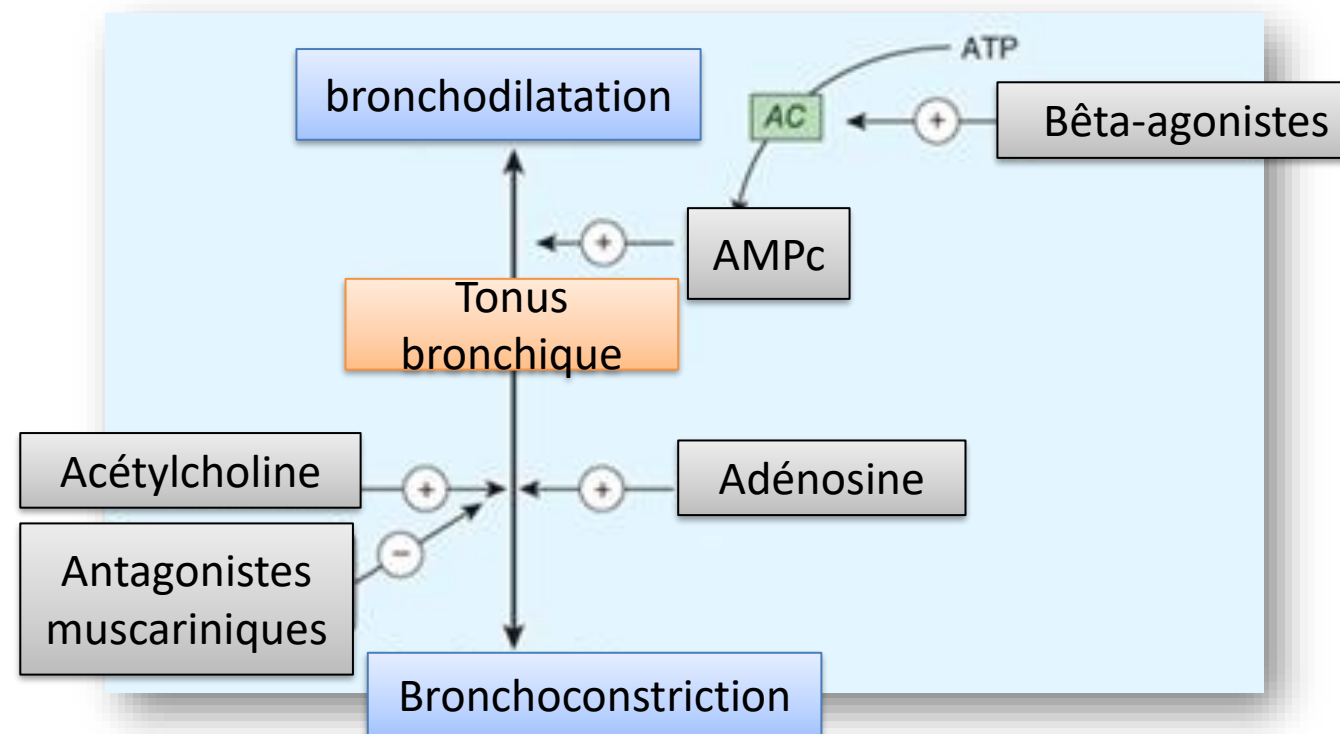 ATP
bronchodilatation
AC
+
Bêta-agonistes
+
AMPc
Tonus
bronchique
Acétylcholine
+
+
Adénosine
Antagonistes
muscariniques
−
Bronchoconstriction